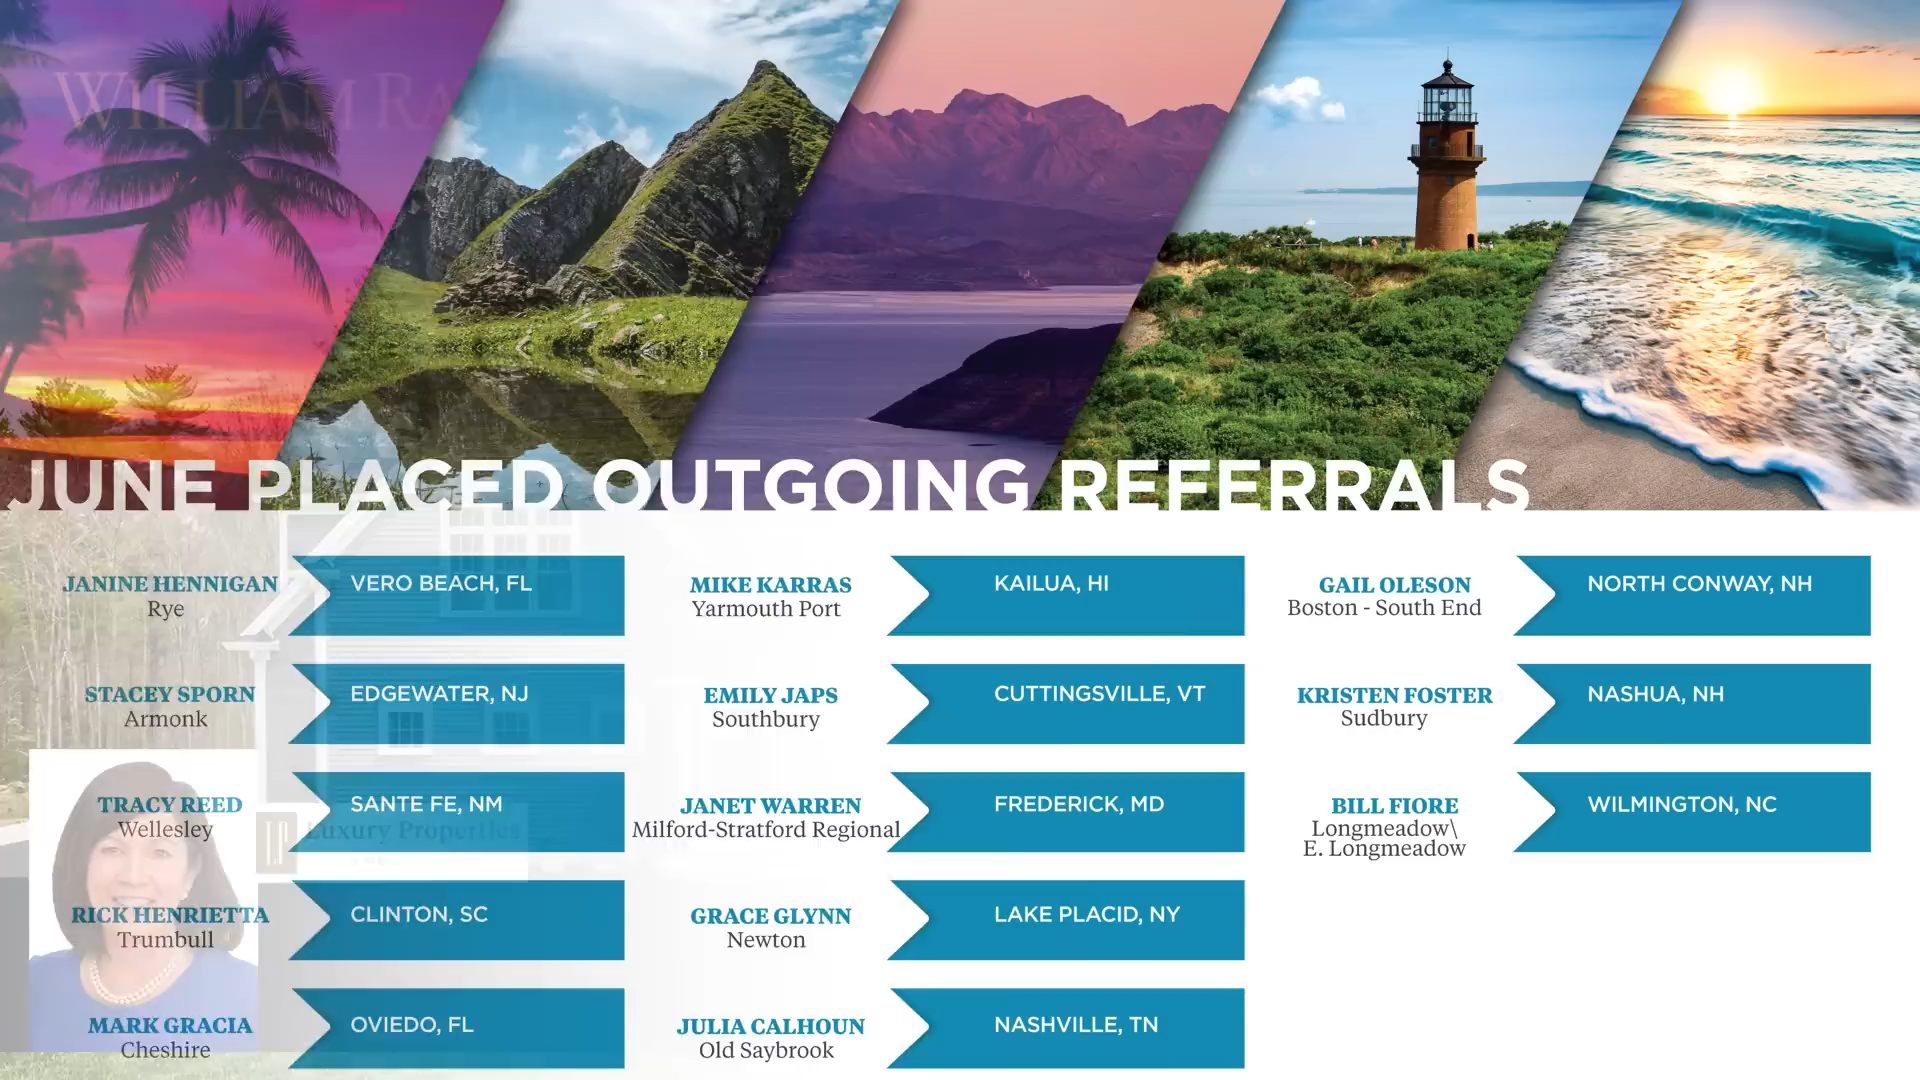 WILLIAM RA
JUNE PLACED OUTGOING REFERRALS
JANINE HENNIGAN
Rye
VERO BEACH, FL
STACEY SPORN
Armonk
EDGEWATER, NJ
TRACY REED
Wellesley
SANTE FE, NM
Luxury Properties
RICK HENRIETTA
Trumbull
CLINTON, SC
MARK GRACIA
Cheshire
OVIEDO, FL
MIKE KARRAS
Yarmouth Port
KAILUA, HI
EMILY JAPS
Southbury
CUTTINGSVILLE, VT
JANET WARREN
Milford-Stratford Regional
FREDERICK, MD
GRACE GLYNN
Newton
LAKE PLACID, NY
JULIA CALHOUN
Old Saybrook
NASHVILLE, TN
GAIL OLESON
Boston - South End
NORTH CONWAY, NH
KRISTEN FOSTER
Sudbury
NASHUA, NH
BILL FIORE
Longmeadow\
E. Longmeadow
WILMINGTON, NC